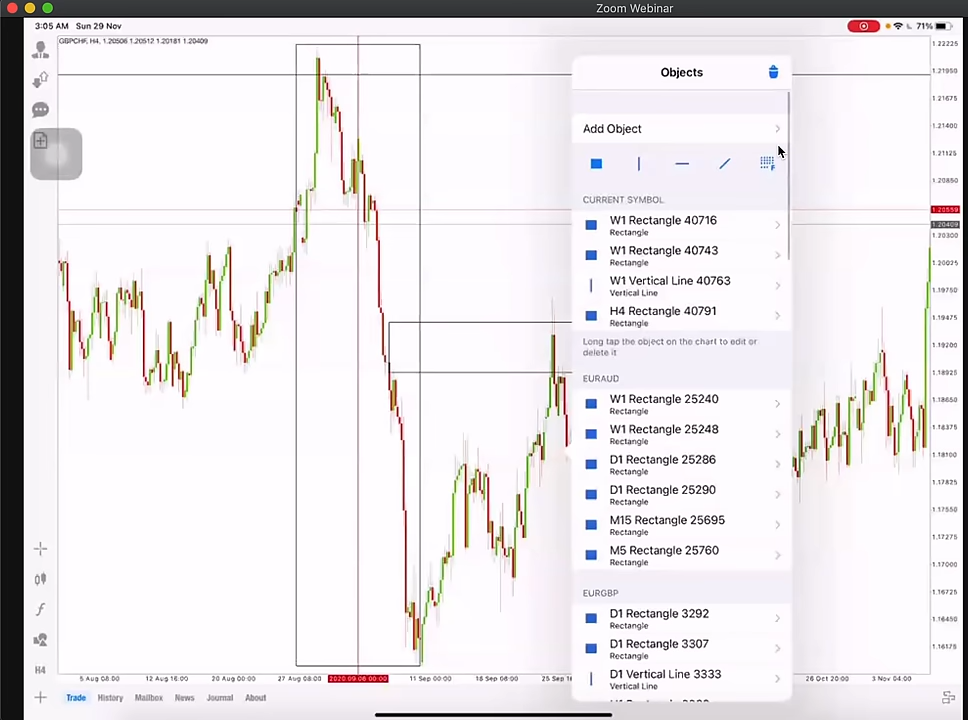 Zoom Webinar
3:05 AM Sun 29 Nov
71%
GBPCHF, H4, 1.20506 1.20512 1.20181 1.20409
1.22225
1.21950
1.21675
1.21400
1.21125
1.20850
1.20559
1.20409
1.20300
1.20025
1.19750
1.19475
1.19200
1.18925
1.18650
1.18375
1.18100
1.17825
1.17550
1.17275
1.17000
1.16725
1.16450
1.16175
Objects
Add Object
F
CURRENT SYMBOL
W1 Rectangle 40716
Rectangle
W1 Rectangle 40743
Rectangle
W1 Vertical Line 40763
Vertical Line
H4 Rectangle 40791
Rectangle
Long tap the object on the chart to edit or
delete it
EURAUD
W1 Rectangle 25240
Rectangle
W1 Rectangle 25248
Rectangle
D1 Rectangle 25286
Rectangle
D1 Rectangle 25290
Rectangle
M15 Rectangle 25695
Rectangle
M5 Rectangle 25760
Rectangle
EURGBP
D1 Rectangle 3292
Rectangle
D1 Rectangle 3307
Rectangle
D1 Vertical Line 3333
Vertical Line
f
H4
5 Aug 08:00
12 Aug 16:00
20 Aug 00:00
27 Aug 08:00
2020.09.06 00:00
11 Sep 00:00
18 Sep 08:00
25 Sep
26 Oct 20:00
3 Nov 04:00
Trade
History
Mailbox
News
Journal
About